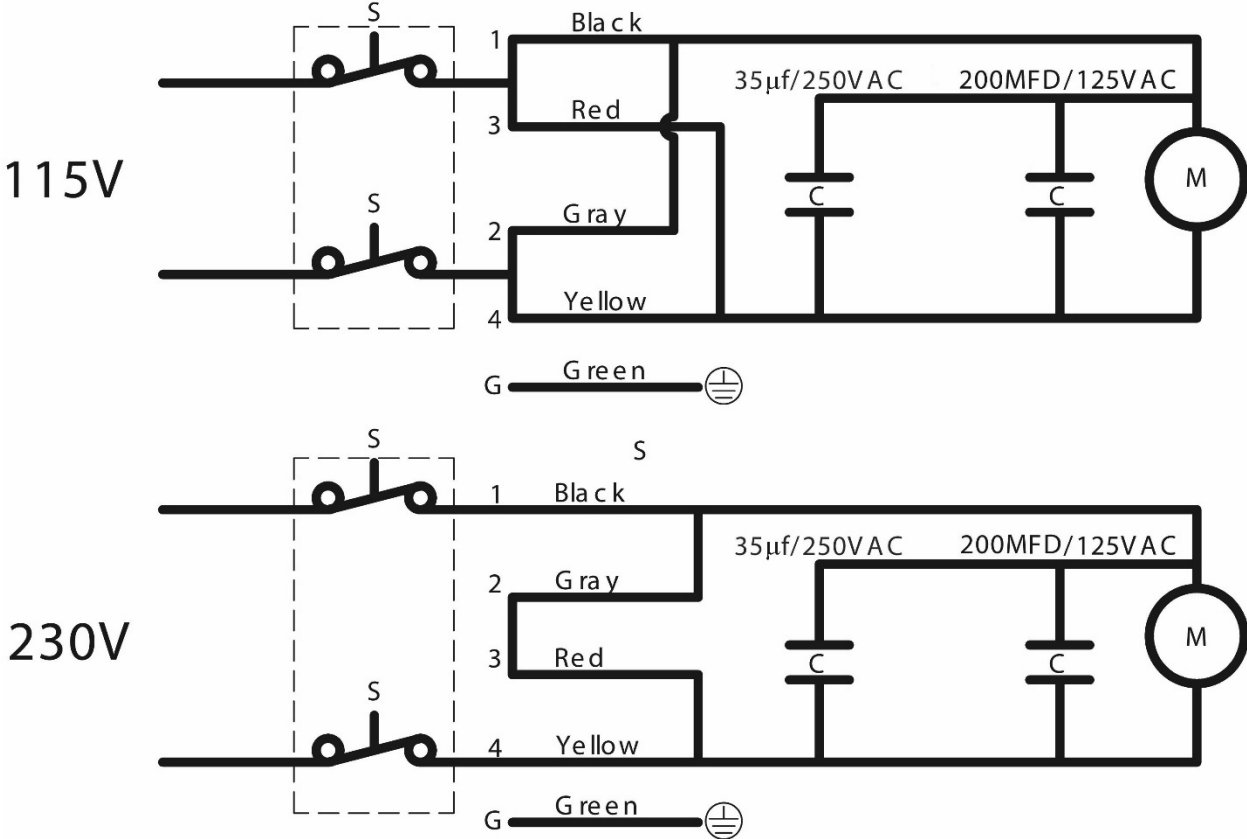 S
1 Black
35μf/250VAC 200MFD/125VAC
3 Red
115V
C C M
S
2 Gray
4 Yellow
G Green
S
S
1 Black
35μf/250VAC 200MFD/125VAC
2 Gray
230V
3 Red
C C M
S
4 Yellow
G Green